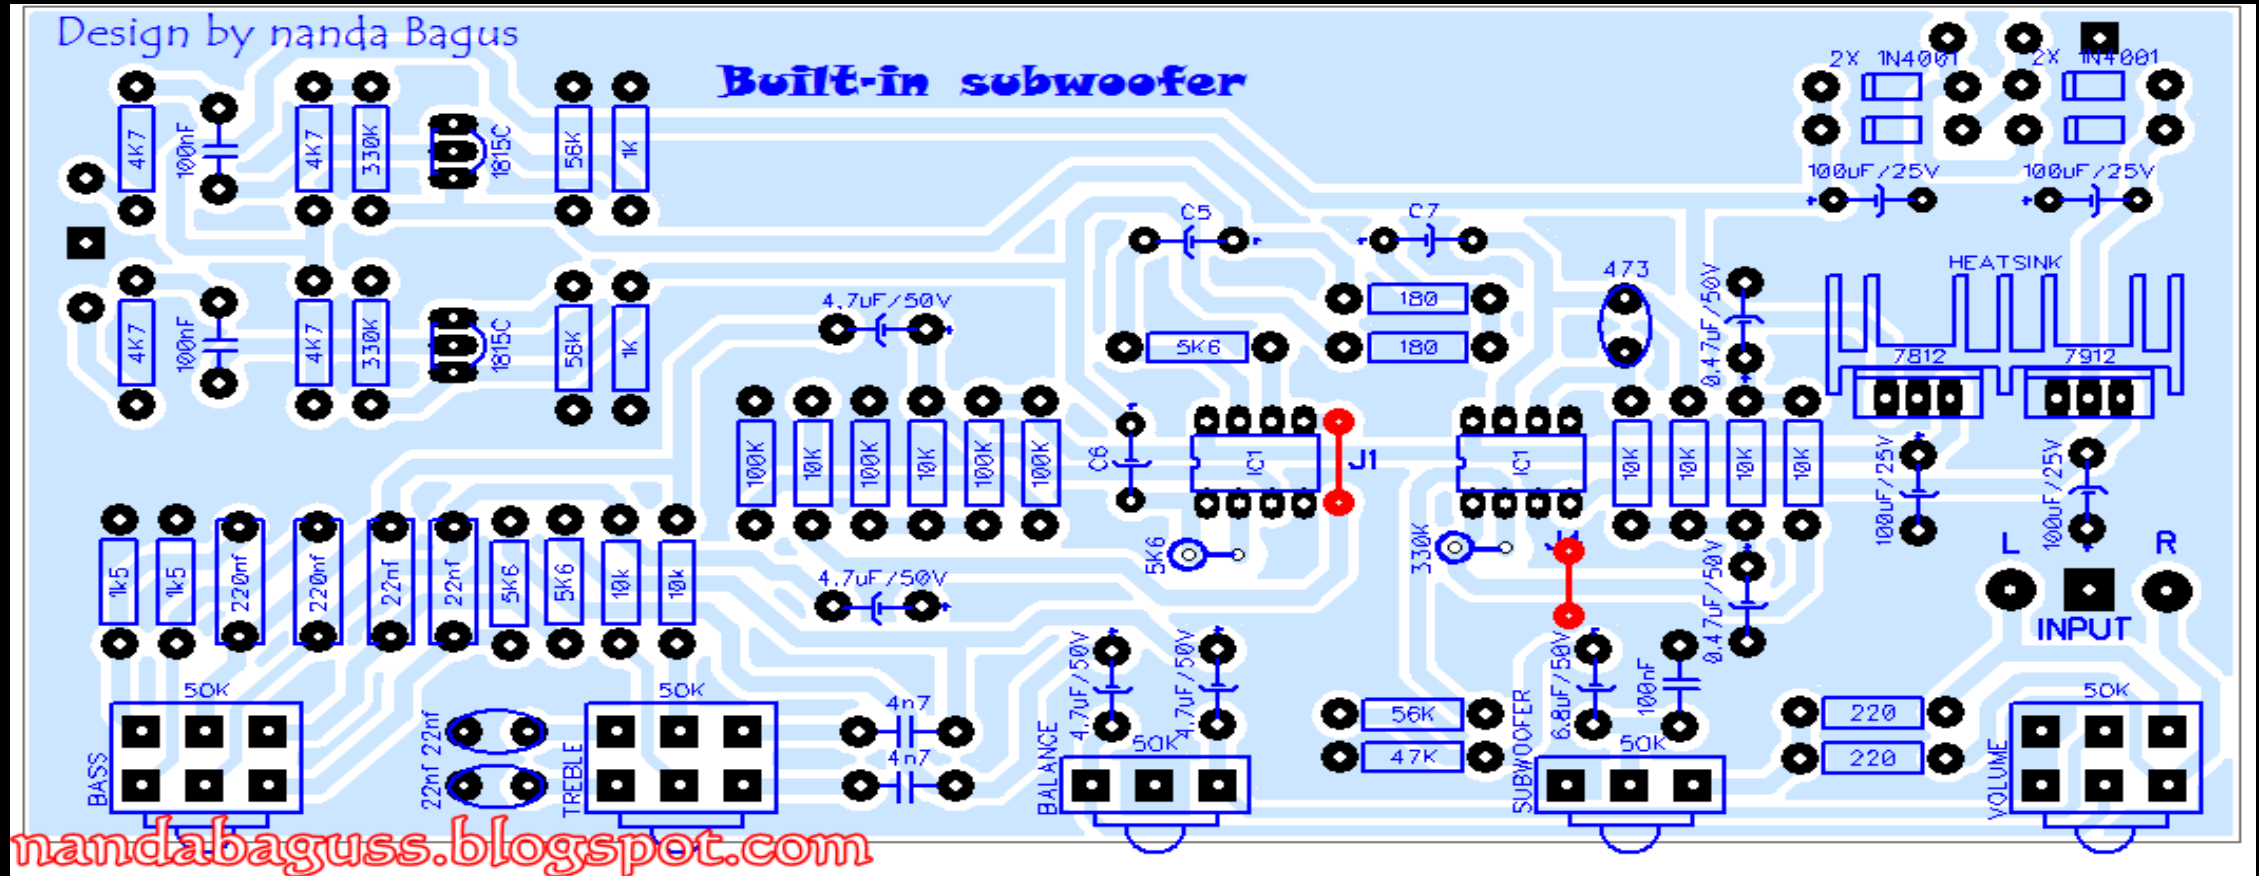 Design by nanda Bagus
Built-in subwoofer
2X 1N4001
2X 1N4001
4K7
100nF
4K7
330K
1815C
56K
1K
100uF/25V
100uF/25V
C5
C7
HEATSINK
473
0.47uF/50V
4K7
100nF
4K7
330K
1815C
56K
1K
4.7uF/50V
180
5K6
180
7812
7912
100K
10K
100K
10K
100K
100K
C6
IC1
J1
IC1
10K
10K
10K
10K
100uF/25V
100uF/25V
1k5
1k5
220nf
220nf
22nf
22nf
5K6
5K6
10k
10k
4.7uF/50V
5K6
330K
0.47uF/50V
L
R
INPUT
50K
BASS
22nf
22nf
50K
TREBLE
4n7
4n7
4.7uF/50V
4.7uF/50V
50K
BALANCE
56K
47K
6.8uF/50V
100nF
50K
SUBWOOFER
220
220
50K
VOLUME
nandabaguss.blogspot.com